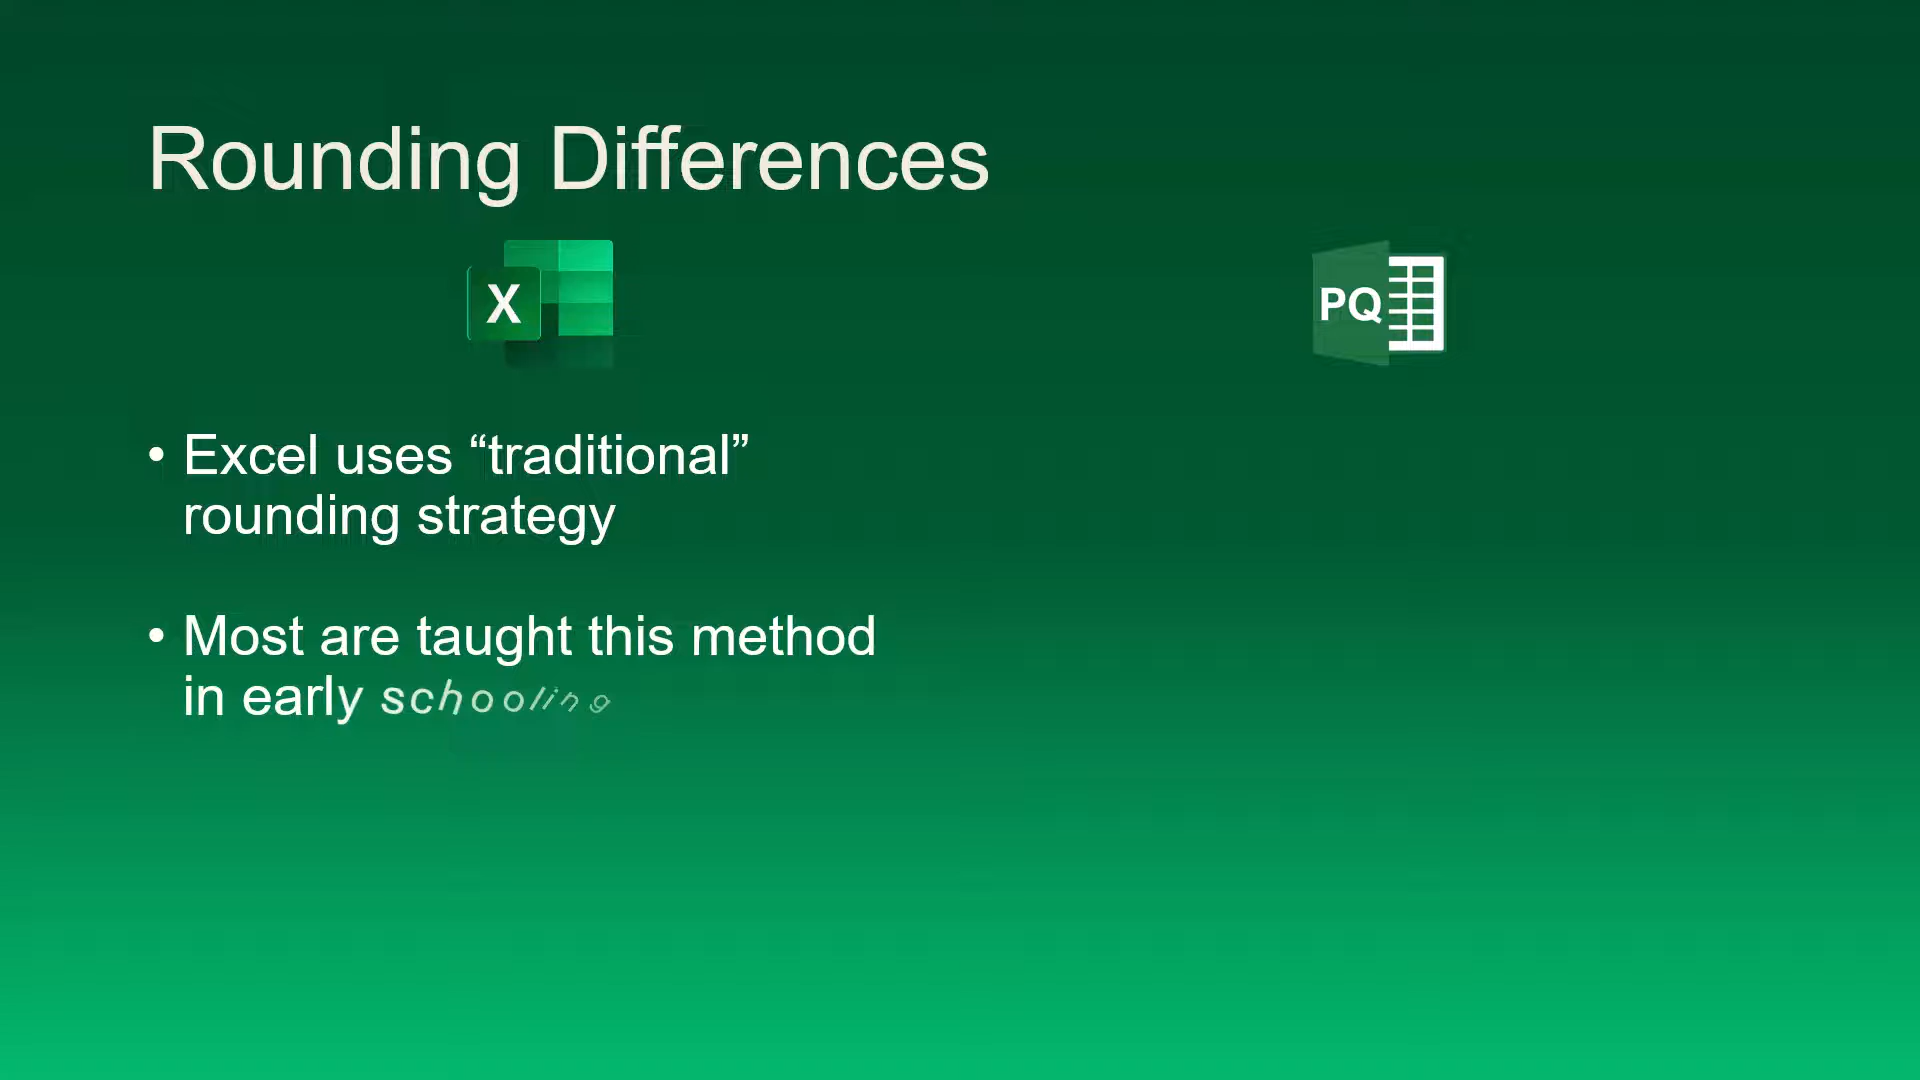 Rounding Differences
X
PQ
• Excel uses “traditional”
rounding strategy
• Most are taught this method
in early schooling